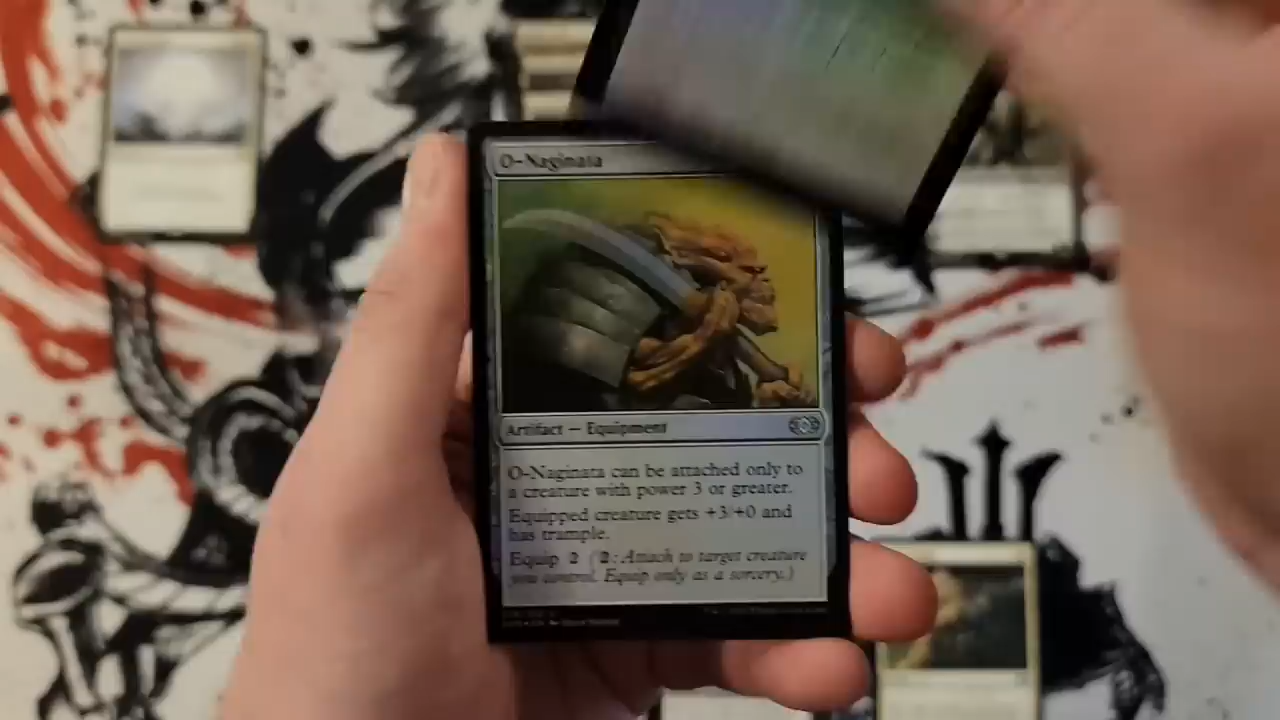 O-Naginata
Artifact — Equipment
O-Naginata can be attached only to
a creature with power 3 or greater.
Equipped creature gets +3/+0 and
has trample.
Equip 2 (2: Attach to target creature
you control. Equip only as a sorcery.)